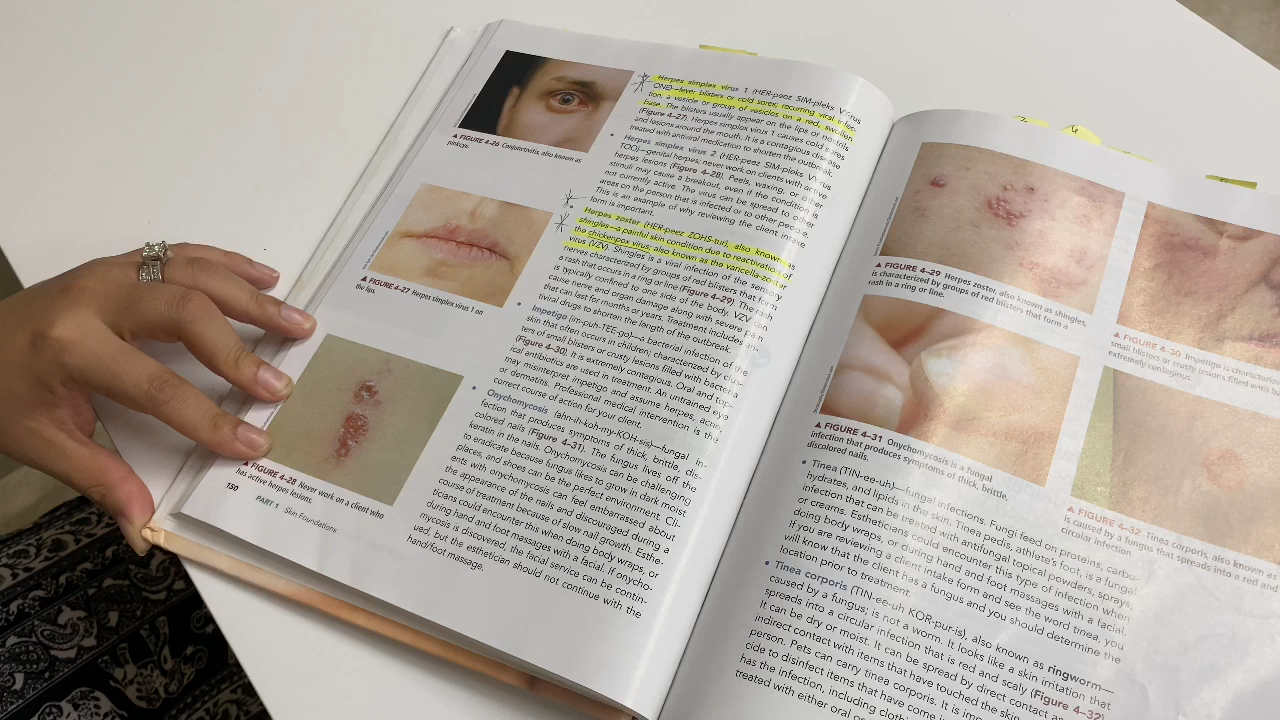 ▲ FIGURE 4-26 Conjunctivitis, also known as
pinkeye.
▲ FIGURE 4-27 Herpes simplex virus 1 on
the lips.
▲ FIGURE 4-28 Never work on a client who
has active herpes lesions.
150
PART 1 Skin Foundations
Herpes simplex virus 1 (HER-peez SIM-pleks VY-rus
ONE)—fever blisters or cold sores; recurring viral infec-
tion; a vesicle or group of vesicles on a red, swollen
base. The blisters usually appear on the lips or nostrils
(Figure 4-27). Herpes simplex virus 1 causes cold sores
and lesions around the mouth. It is a contagious disease
treated with antiviral medication to shorten the outbreak.
• Herpes simplex virus 2 (HER-peez SIM-pleks VY-rus
TOO)—genital herpes; never work on clients with active
herpes lesions (Figure 4-28). Peels, waxing, or other
stimuli may cause a breakout, even if the condition is
not currently active. The virus can be spread to other
areas on the person that is infected or to other people.
This is an example of why reviewing the client intake
form is important.
• Herpes zoster (HER-peez ZOHS-tur), also known as
shingles—a painful skin condition due to reactivation of
the chickenpox virus; also known as the varicella-zoster
virus (VZV). Shingles is a viral infection of the sensory
nerves characterized by groups of red blisters that form
a rash that occurs in a ring or line (Figure 4-29). The rash
is typically confined to one side of the body. VZV can
cause nerve and organ damage along with severe pain
that can last for months or years. Treatment includes an-
tiviral drugs to shorten the length of the outbreak.
• Impetigo (im-puh-TEE-go)—a bacterial infection of the
skin that often occurs in children; characterized by clus-
ters of small blisters or crusty lesions filled with bacteria
(Figure 4-30). It is extremely contagious. Oral and top-
ical antibiotics are used in treatment. An untrained eye
may misinterpret impetigo and assume herpes, acne,
or dermatitis. Professional medical intervention is the
correct course of action for your client.
• Onychomycosis (ahn-ih-koh-my-KOH-sis)—fungal in-
fection that produces symptoms of thick, brittle, dis-
colored nails (Figure 4-31). The fungus lives off the
keratin in the nails. Onychomycosis can be challenging
to eradicate because fungus likes to grow in dark, moist
places, and shoes can be the perfect environment. Cli-
ents with onychomycosis can feel embarrassed about
the appearance of the nails and discouraged during a
course of treatment because of slow nail growth. Esthe-
ticians could encounter this when doing body wraps, or
during hand and foot massages with a facial. If onycho-
mycosis is discovered, the facial service can be contin-
ued, but the esthetician should not continue with the
hand/foot massage.
▲ FIGURE 4-29 Herpes zoster, also known as shingles,
is characterized by groups of red blisters that form a
rash in a ring or line.
▲ FIGURE 4-30 Impetigo is characteriz
small blisters or crusty lesions filled with b
extremely contagious.
▲ FIGURE 4-31 Onychomycosis is a fungal
infection that produces symptoms of thick, brittle,
discolored nails.
▲ FIGURE 4-32 Tinea corporis, also known as
is caused by a fungus that spreads into a red and
circular infection.
• Tinea (TIN-ee-uh)—fungal infections. Fungi feed on proteins, carbo-
hydrates, and lipids in the skin. Tinea pedis, athlete's foot, is a fungal
infection that can be treated with antifungal topical powders, sprays,
or creams. Estheticians could encounter this type of infection when
doing body wraps, or during hand and foot messages with a facial.
If you are reviewing a client intake form and see the word tinea, you
will know that the client has a fungus and you should determine the
location prior to treatment.
• Tinea corporis (TIN-ee-uh KOR-pur-is), also known as ringworm—
caused by a fungus; is not a worm. It looks like a skin irritation that
spreads into a circular infection that is red and scaly (Figure 4-32).
It can be dry or moist. It can be spread by direct contact as
indirect contact with items that have touched the skin
person. Pets can carry tinea corporis. It is imp
cide to disinfect items that have come i
has the infection, including cloth
treated with either oral or